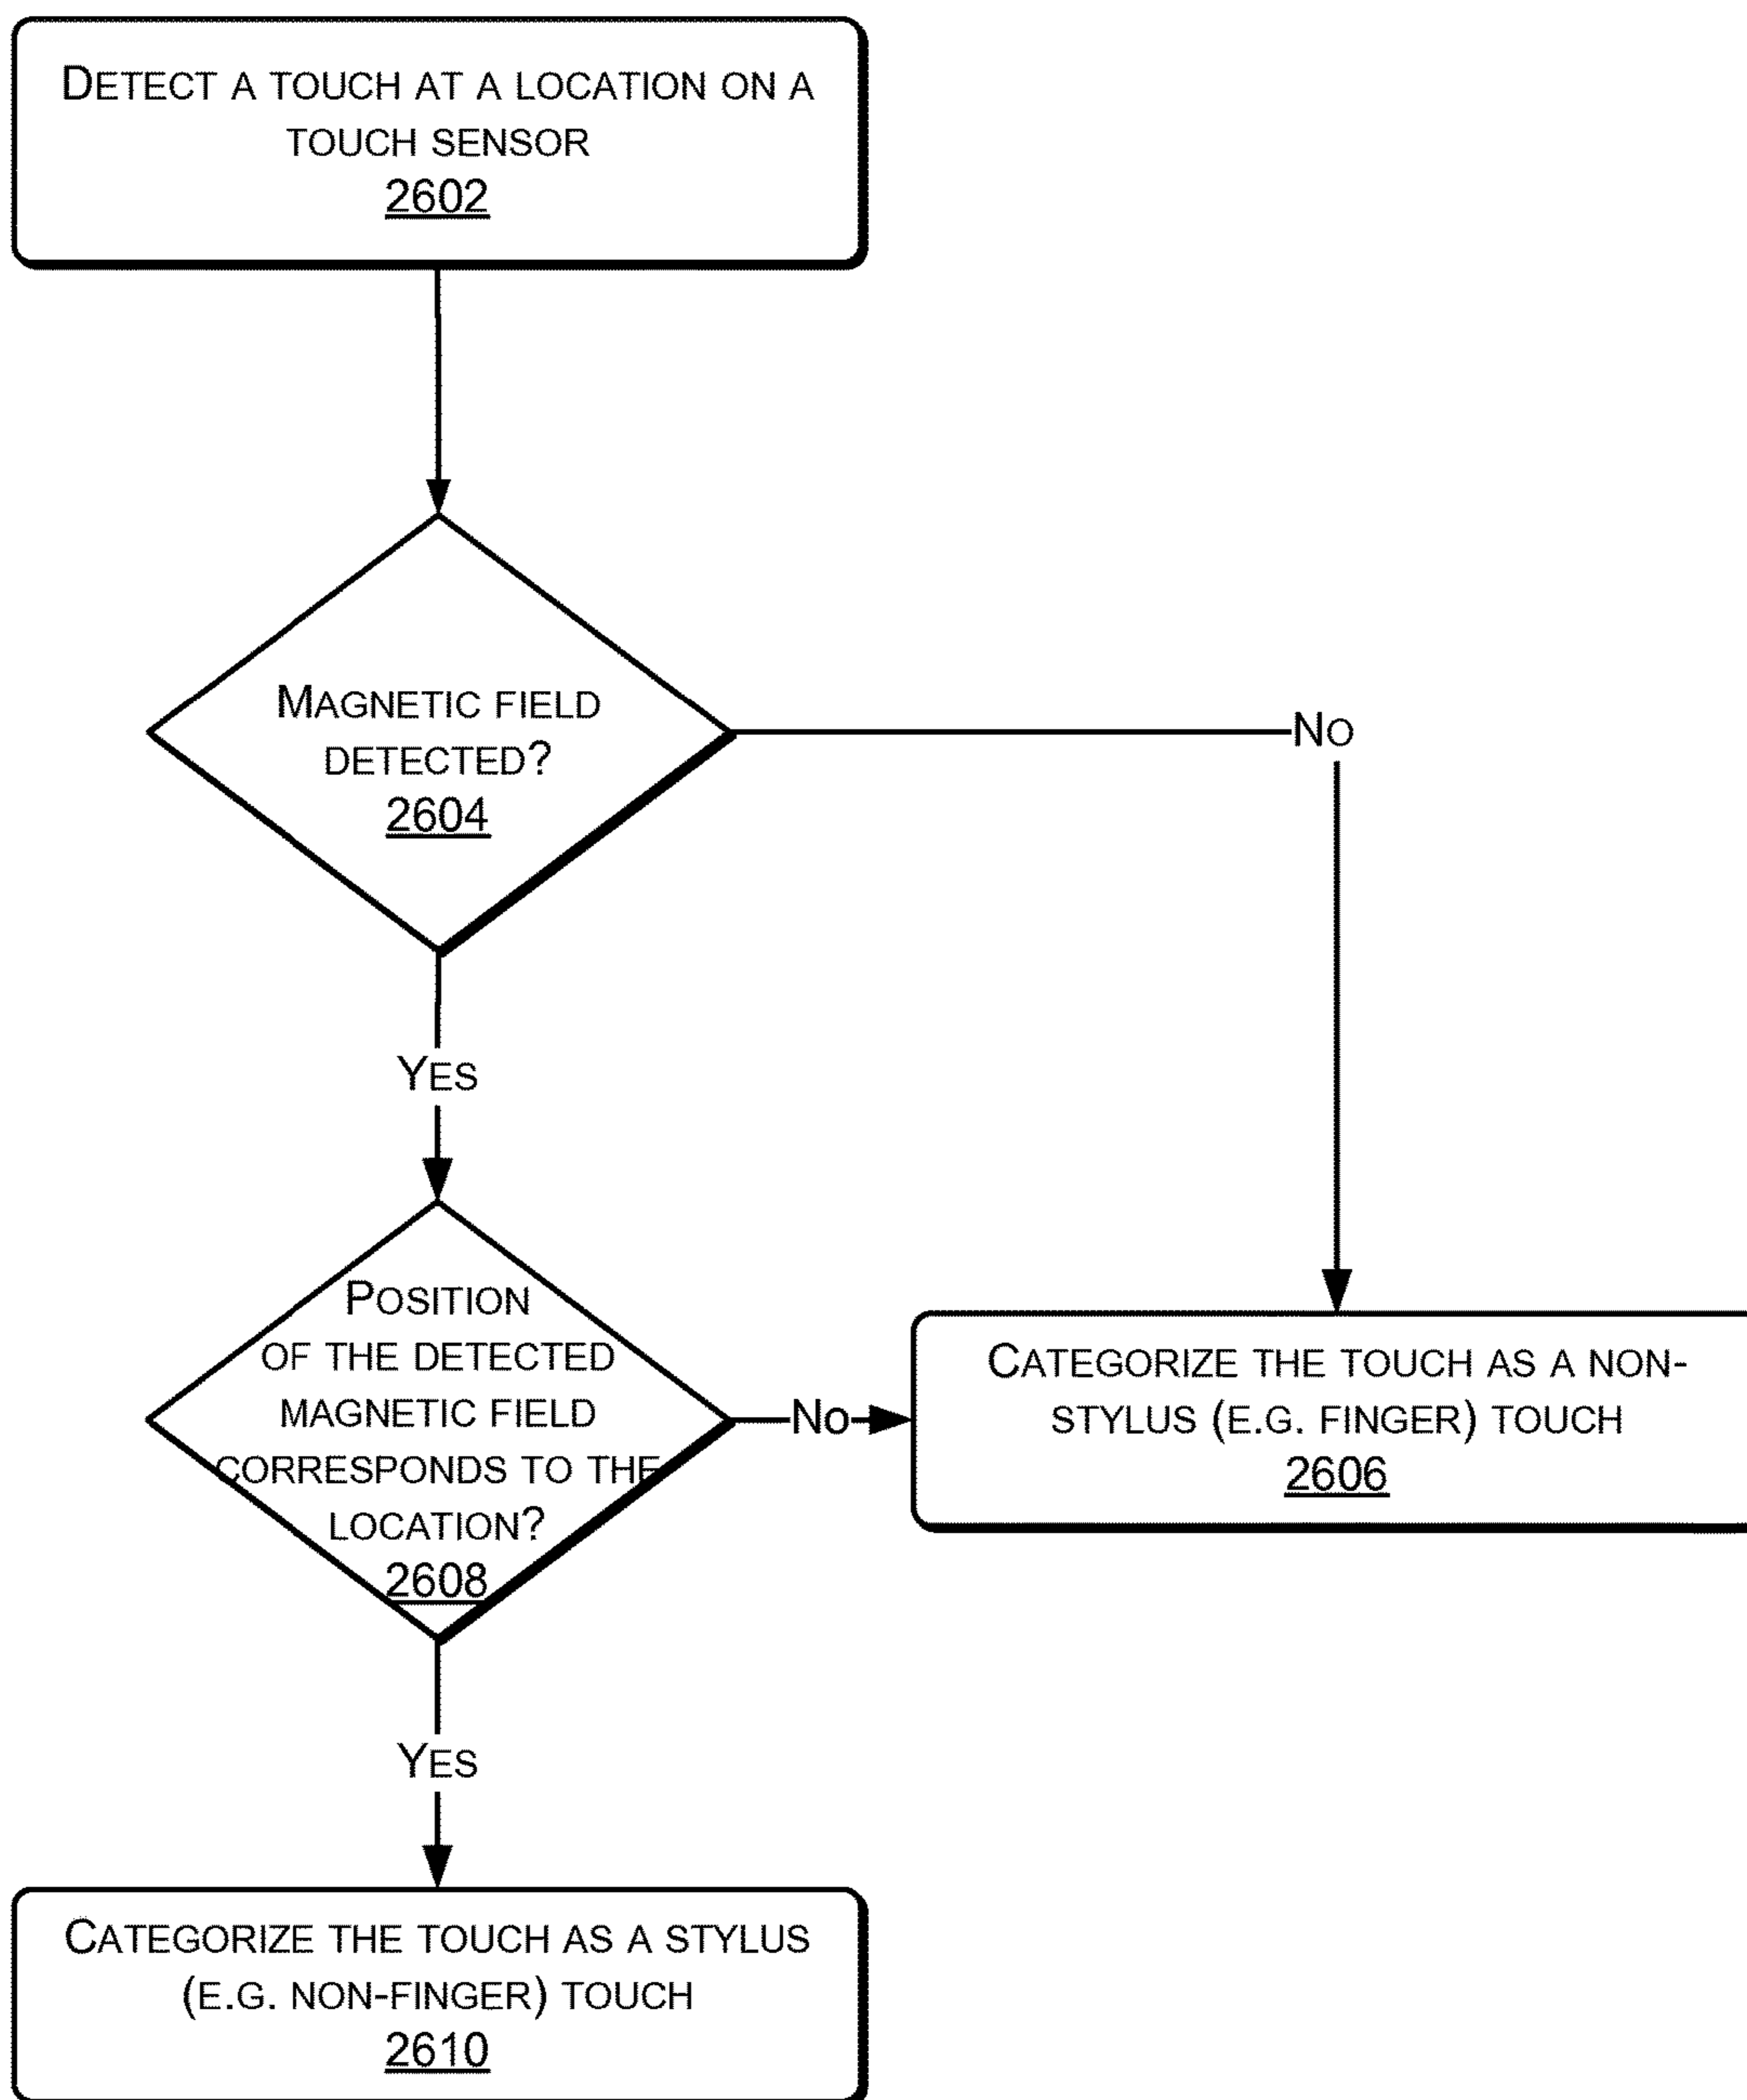 DETECT A TOUCH AT A LOCATION ON A
TOUCH SENSOR
2602
MAGNETIC FIELD
DETECTED?
2604
NO
YES
POSITION
OF THE DETECTED
MAGNETIC FIELD
CORRESPONDS TO THE
LOCATION?
2608
No
CATEGORIZE THE TOUCH AS A NON-
STYLUS (E.G. FINGER) TOUCH
2606
YES
CATEGORIZE THE TOUCH AS A STYLUS
(E.G. NON-FINGER) TOUCH
2610